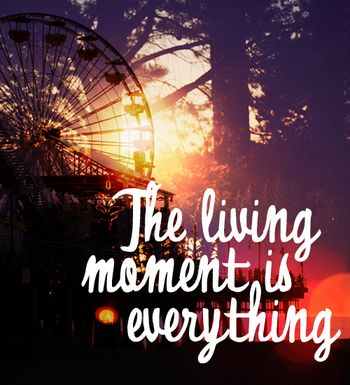 The living
moment is
everything